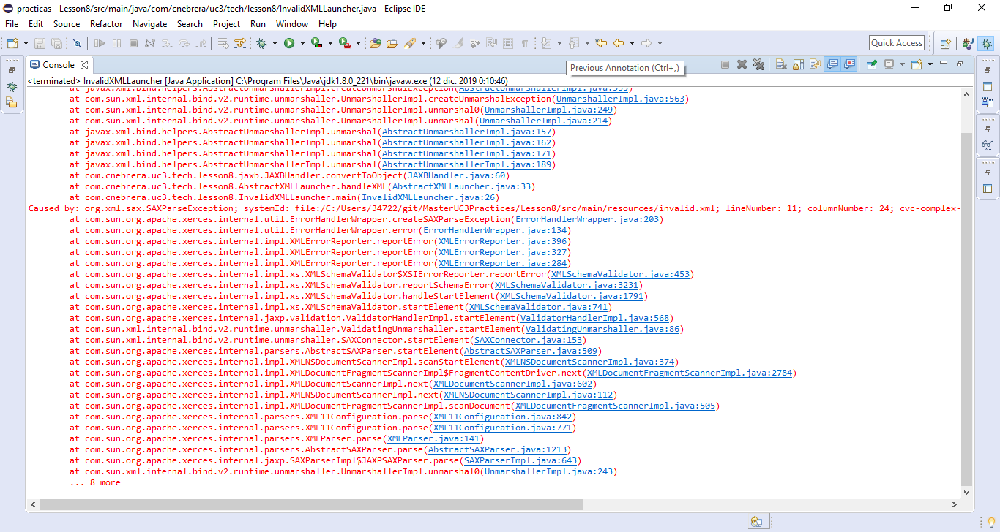 practicas - Lesson8/src/main/java/com/cnebrera/uc3/tech/lesson8/InvalidXMLLauncher.java - Eclipse IDE
File Edit Source Refactor Navigate Search Project Run Window Help
Quick Access
Console
Previous Annotation (Ctrl+,)
<terminated> InvalidXMLLauncher [Java Application] C:\Program Files\Java\jdk1.8.0_221\bin\javaw.exe (12 dic. 2019 0:10:46)
at javax.xml.bind.helpers.AbstractUnmarshallerImpl.createUnmarshalException(AbstractUnmarshallerImpl.java:335)
at com.sun.xml.internal.bind.v2.runtime.unmarshaller.UnmarshallerImpl.createUnmarshalException(UnmarshallerImpl.java:563)
at com.sun.xml.internal.bind.v2.runtime.unmarshaller.UnmarshallerImpl.unmarshal0(UnmarshallerImpl.java:249)
at com.sun.xml.internal.bind.v2.runtime.unmarshaller.UnmarshallerImpl.unmarshal(UnmarshallerImpl.java:214)
at javax.xml.bind.helpers.AbstractUnmarshallerImpl.unmarshal(AbstractUnmarshallerImpl.java:157)
at javax.xml.bind.helpers.AbstractUnmarshallerImpl.unmarshal(AbstractUnmarshallerImpl.java:162)
at javax.xml.bind.helpers.AbstractUnmarshallerImpl.unmarshal(AbstractUnmarshallerImpl.java:171)
at javax.xml.bind.helpers.AbstractUnmarshallerImpl.unmarshal(AbstractUnmarshallerImpl.java:189)
at com.cnebrera.uc3.tech.lesson8.jaxb.JAXBHandler.convertToObject(JAXBHandler.java:60)
at com.cnebrera.uc3.tech.lesson8.AbstractXMLLauncher.handleXML(AbstractXMLLauncher.java:33)
at com.cnebrera.uc3.tech.lesson8.InvalidXMLLauncher.main(InvalidXMLLauncher.java:26)
Caused by: org.xml.sax.SAXParseException; systemId: file:/C:/Users/34722/git/MasterUC3Practices/Lesson8/src/main/resources/invalid.xml; lineNumber: 11; columnNumber: 24; cvc-complex-
at com.sun.org.apache.xerces.internal.util.ErrorHandlerWrapper.createSAXParseException(ErrorHandlerWrapper.java:203)
at com.sun.org.apache.xerces.internal.util.ErrorHandlerWrapper.error(ErrorHandlerWrapper.java:134)
at com.sun.org.apache.xerces.internal.impl.XMLErrorReporter.reportError(XMLErrorReporter.java:396)
at com.sun.org.apache.xerces.internal.impl.XMLErrorReporter.reportError(XMLErrorReporter.java:327)
at com.sun.org.apache.xerces.internal.impl.XMLErrorReporter.reportError(XMLErrorReporter.java:284)
at com.sun.org.apache.xerces.internal.impl.xs.XMLSchemaValidator$XSIErrorReporter.reportError(XMLSchemaValidator.java:453)
at com.sun.org.apache.xerces.internal.impl.xs.XMLSchemaValidator.reportSchemaError(XMLSchemaValidator.java:3231)
at com.sun.org.apache.xerces.internal.impl.xs.XMLSchemaValidator.handleStartElement(XMLSchemaValidator.java:1791)
at com.sun.org.apache.xerces.internal.impl.xs.XMLSchemaValidator.startElement(XMLSchemaValidator.java:741)
at com.sun.org.apache.xerces.internal.jaxp.validation.ValidatorHandlerImpl.startElement(ValidatorHandlerImpl.java:568)
at com.sun.xml.internal.bind.v2.runtime.unmarshaller.ValidatingUnmarshaller.startElement(ValidatingUnmarshaller.java:86)
at com.sun.xml.internal.bind.v2.runtime.unmarshaller.SAXConnector.startElement(SAXConnector.java:153)
at com.sun.org.apache.xerces.internal.parsers.AbstractSAXParser.startElement(AbstractSAXParser.java:509)
at com.sun.org.apache.xerces.internal.impl.XMLNSDocumentScannerImpl.scanStartElement(XMLNSDocumentScannerImpl.java:374)
at com.sun.org.apache.xerces.internal.impl.XMLDocumentFragmentScannerImpl$FragmentContentDriver.next(XMLDocumentFragmentScannerImpl.java:2784)
at com.sun.org.apache.xerces.internal.impl.XMLDocumentScannerImpl.next(XMLDocumentScannerImpl.java:602)
at com.sun.org.apache.xerces.internal.impl.XMLNSDocumentScannerImpl.next(XMLNSDocumentScannerImpl.java:112)
at com.sun.org.apache.xerces.internal.impl.XMLDocumentFragmentScannerImpl.scanDocument(XMLDocumentFragmentScannerImpl.java:505)
at com.sun.org.apache.xerces.internal.parsers.XML11Configuration.parse(XML11Configuration.java:842)
at com.sun.org.apache.xerces.internal.parsers.XML11Configuration.parse(XML11Configuration.java:771)
at com.sun.org.apache.xerces.internal.parsers.XMLParser.parse(XMLParser.java:141)
at com.sun.org.apache.xerces.internal.parsers.AbstractSAXParser.parse(AbstractSAXParser.java:1213)
at com.sun.org.apache.xerces.internal.jaxp.SAXParserImpl$JAXPSAXParser.parse(SAXParserImpl.java:643)
at com.sun.xml.internal.bind.v2.runtime.unmarshaller.UnmarshallerImpl.unmarshal0(UnmarshallerImpl.java:243)
... 8 more